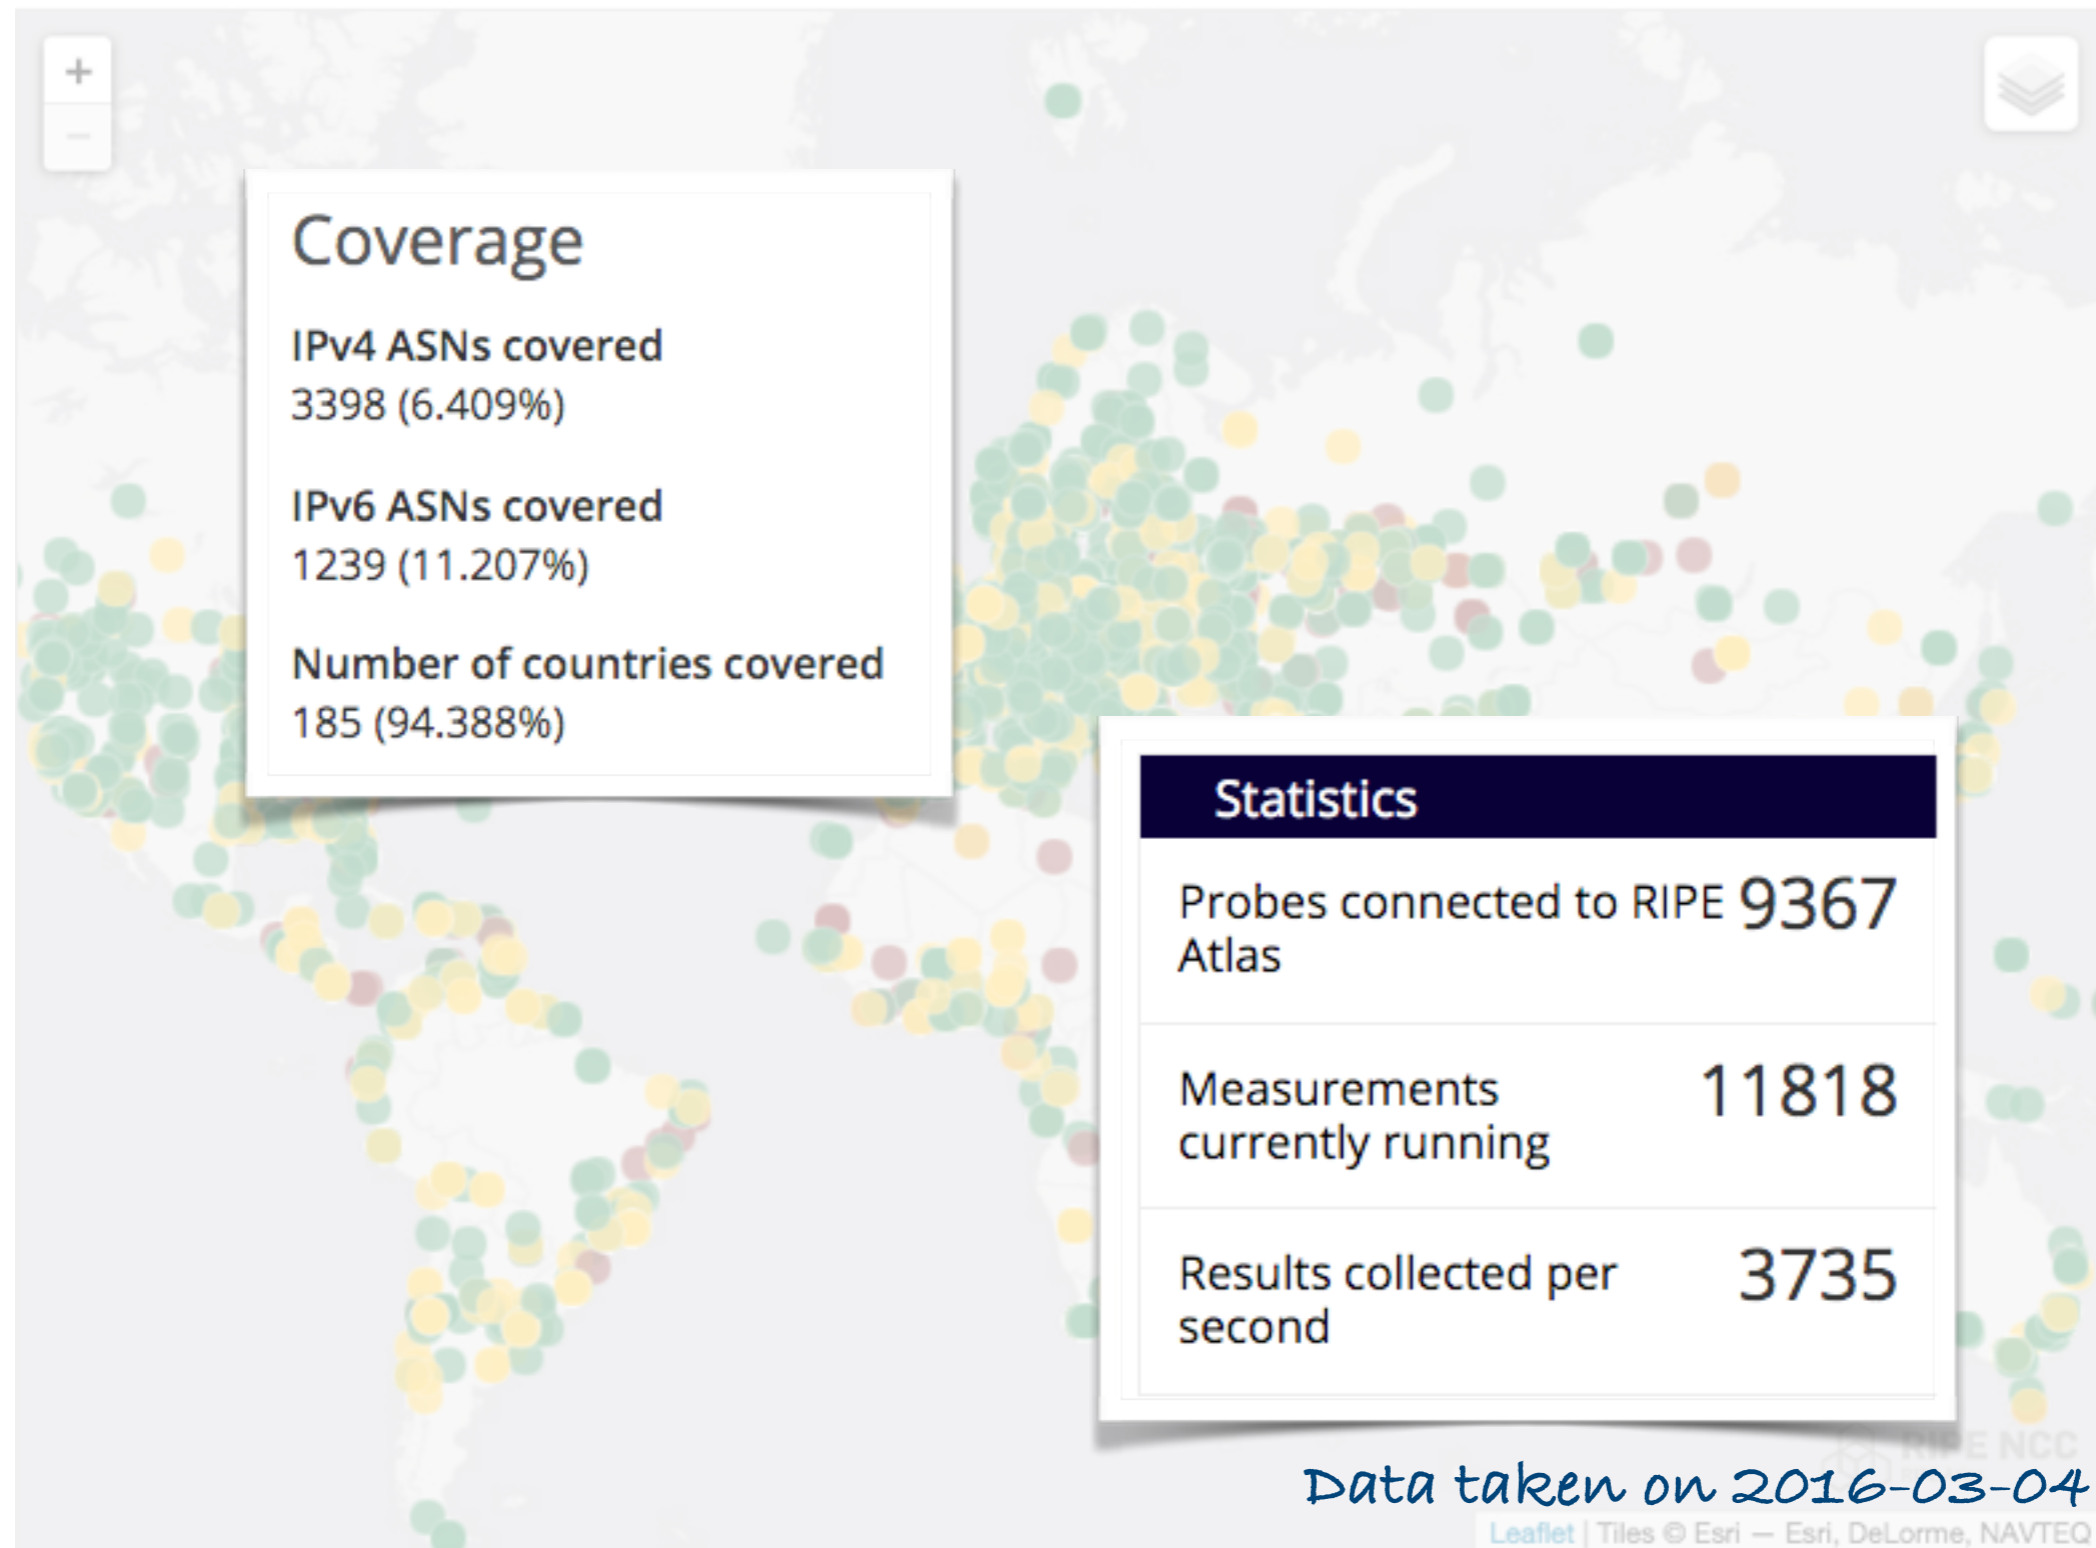 +
−
Coverage
IPv4 ASNs covered
3398 (6.409%)
IPv6 ASNs covered
1239 (11.207%)
Number of countries covered
185 (94.388%)
Statistics
Probes connected to RIPE 9367
Atlas
Measurements 11818
currently running
Results collected per 3735
second
RIPE NCC
Data taken on 2016-03-04
Leaflet | Tiles © Esri — Esri, DeLorme, NAVTEQ